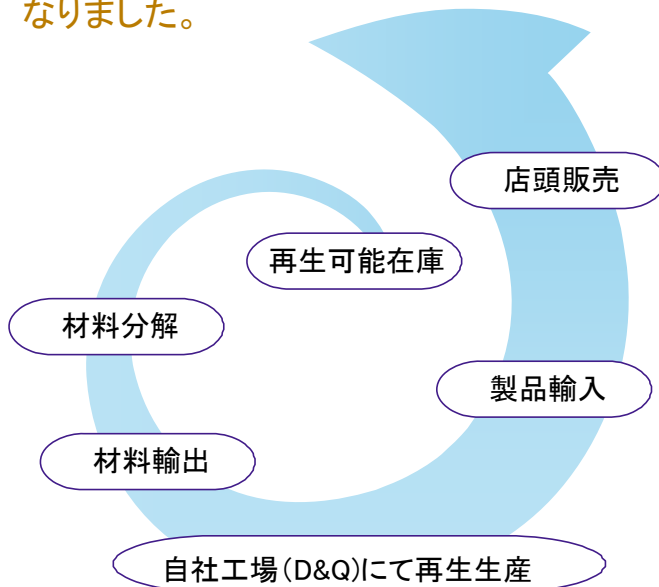 なりました。
店頭販売
再生可能在庫
材料分解
製品輸入
材料輸出
自社工場(D&Q)にて再生生産